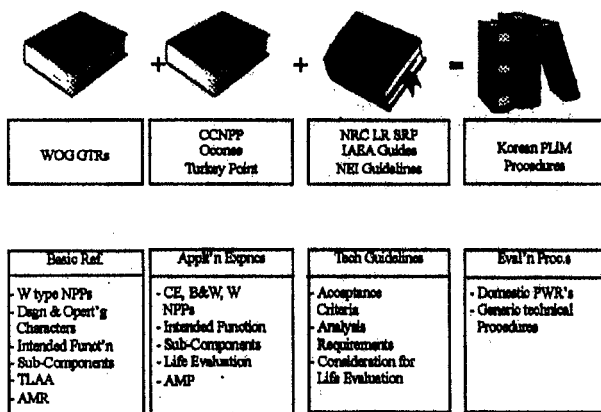 + + =
WOG GTRs
CCNPP
Oconee
Turkey Point
NRC LR SRP
IAEA Guides
NEI Guidelines
Korean PLIM
Procedures
Basic Ref.
- W type NPPs
- Dsgn & Opert'g
Characters
- Intended Funct'n
- Sub-Components
- TLAA
- AMR
Appli'n Expnce
- CE, B&W, W
NPPs
- Intended Function
- Sub-Components
- Life Evaluation
- AMP
Tech Guidelines
- Acceptance
Criteria
- Analysis
Requirements
- Consideration for
Life Evaluation
Eval'n Proc.s
- Domestic PWR's
- Generic technical
Procedures